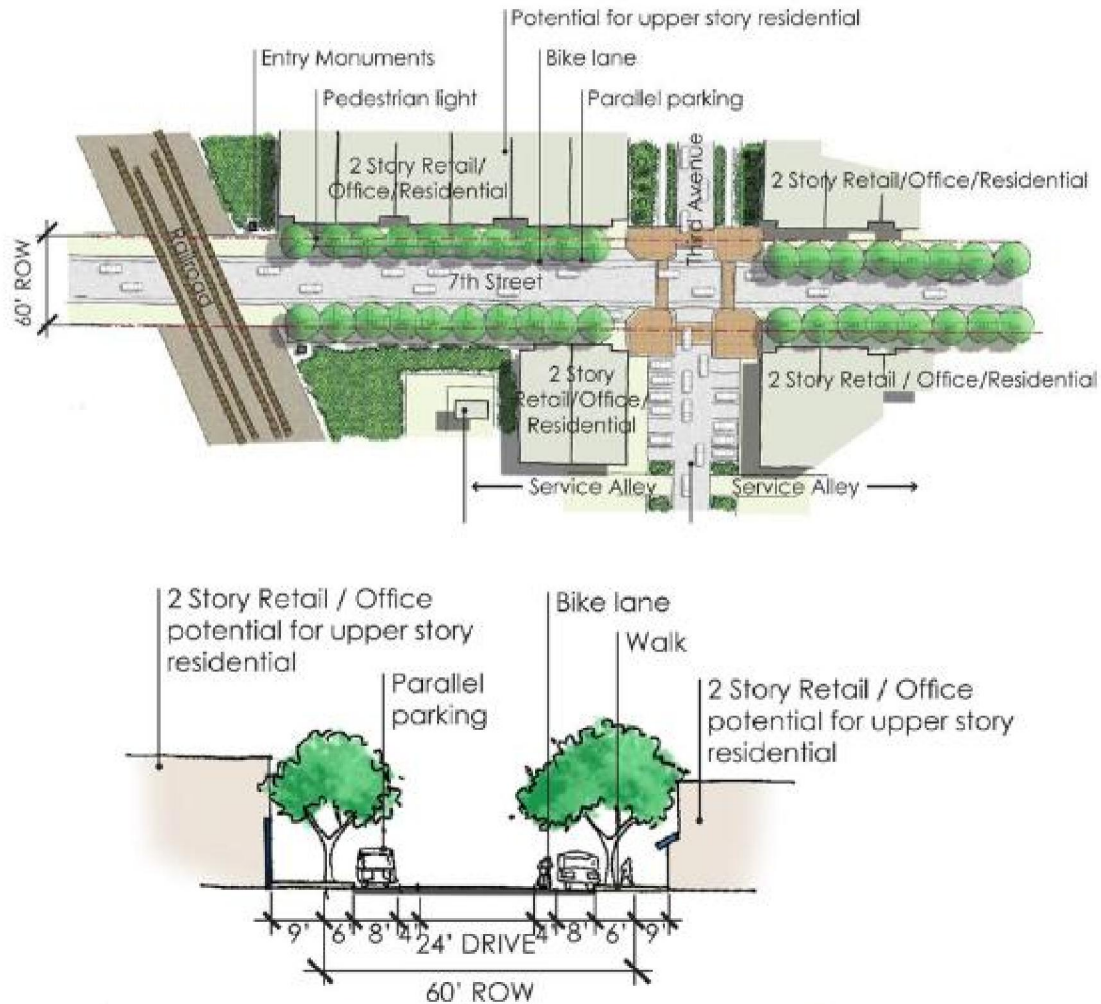 Potential for upper story residential
Entry Monuments
Bike lane
Pedestrian light
Parallel parking
2 Story Retail/
Office/Residential
Third Avenue
2 Story Retail/Office/Residential
Railroad
60' ROW
7th Street
2 Story
Retail/Office/
Residential
2 Story Retail / Office/Residential
Service Alley
Service Alley
2 Story Retail / Office
potential for upper story
residential
Bike lane
Walk
Parallel
parking
2 Story Retail / Office
potential for upper story
residential
9' 6' 8' 4' 4' 8' 6' 9'
24' DRIVE
60' ROW